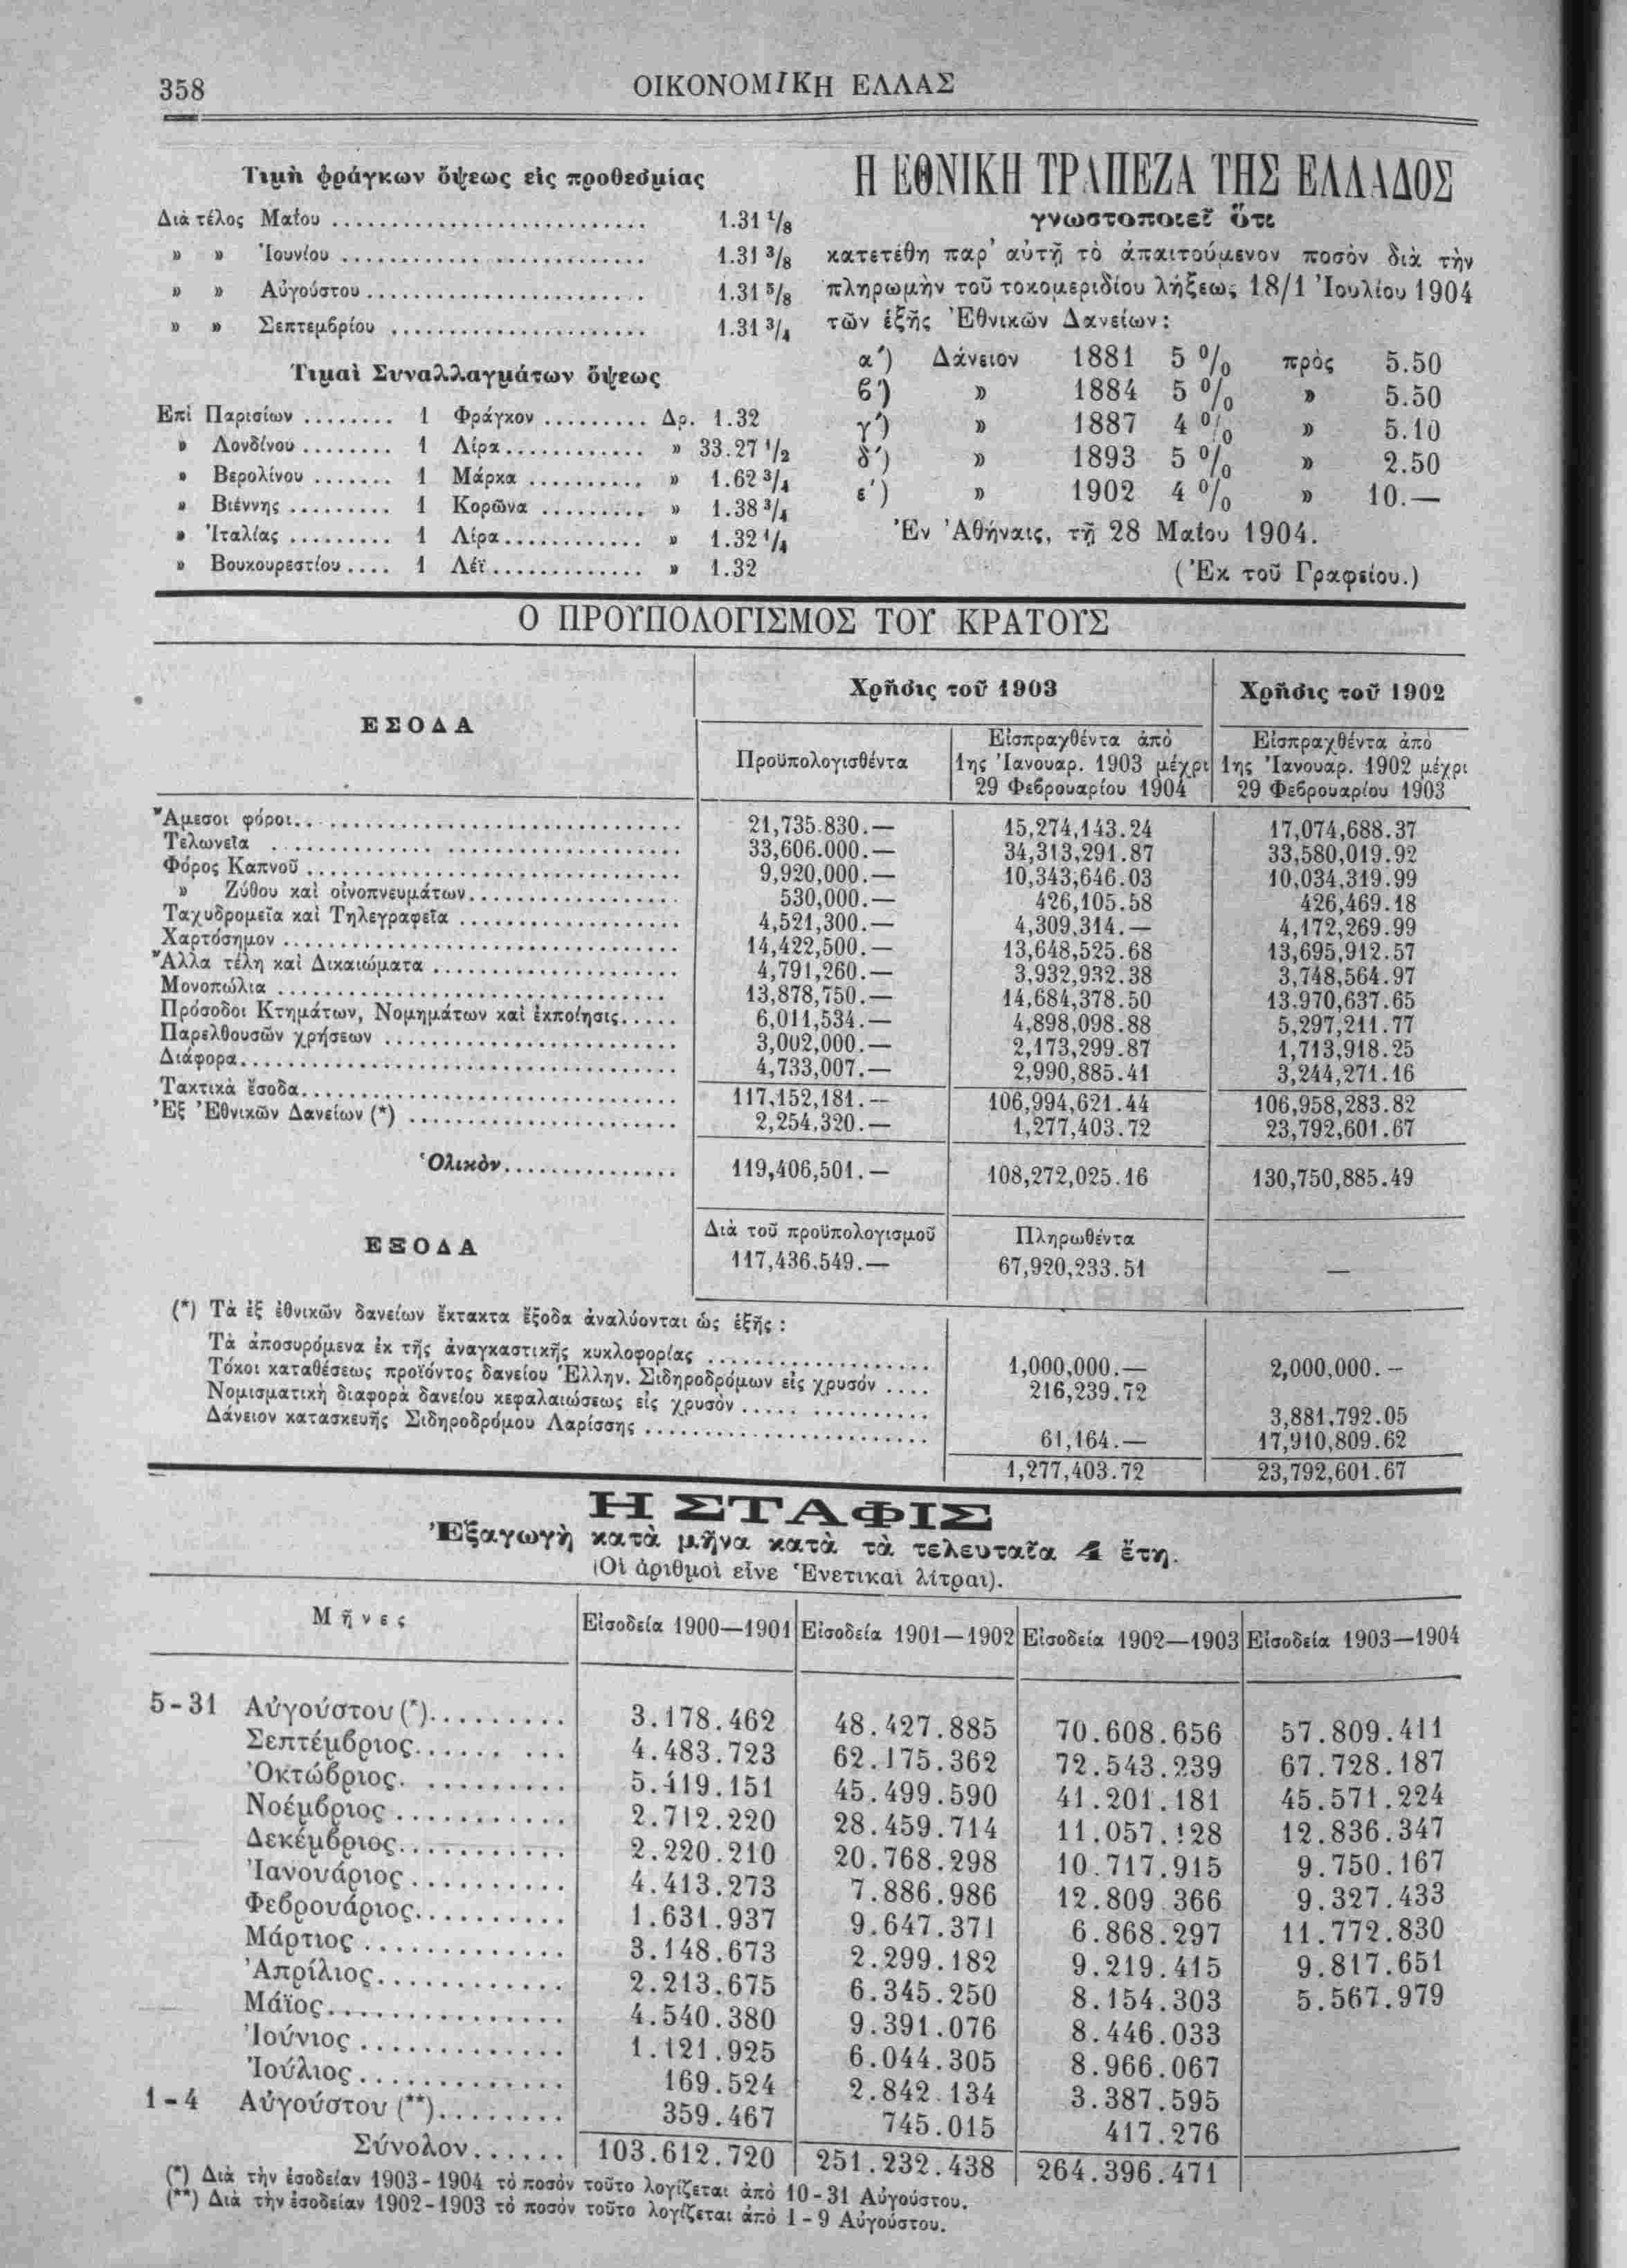 358
ΟΙΚΟΝΟΜΙΚΗ ΕΛΛΑΣ
Τιμὴ φράγκων ὄψεως εἰς προθεσμίας
Διὰ τέλος Μαΐου 1.31 1/8
» » Ἰουνίου 1.31 3/8
» » Αὐγούστου 1.31 5/8
» » Σεπτεμβρίου 1.31 3/4
Τιμαὶ Συναλλαγμάτων ὄψεως
Ἐπὶ Παρισίων 1 Φράγκον Δρ. 1.32
» Λονδίνου 1 Λίρα » 33.27 1/2
» Βερολίνου 1 Μάρκα » 1.62 3/4
» Βιέννης 1 Κορῶνα » 1.38 3/4
» Ἰταλίας 1 Λίρα » 1.32 1/4
» Βουκουρεστίου 1 Λέϊ » 1.32
Η ΕΘΝΙΚΗ ΤΡΑΠΕΖΑ ΤΗΣ ΕΛΛΑΔΟΣ
γνωστοποιεῖ ὅτι
κατετέθη παρ' αὐτῇ τὸ ἀπαιτούμενον ποσὸν διὰ τὴν
πληρωμὴν τοῦ τοκομεριδίου λήξεως 18/1 Ἰουλίου 1904
τῶν ἑξῆς Ἐθνικῶν Δανείων:
α') Δάνειον 1881 5 % πρὸς 5.50
β') » 1884 5 % » 5.50
γ') » 1887 4 % » 5.10
δ') » 1893 5 % » 2.50
ε') » 1902 4 % » 10.—
Ἐν Ἀθήναις, τῇ 28 Μαΐου 1904.
(Ἐκ τοῦ Γραφείου.)
Ο ΠΡΟΥΠΟΛΟΓΙΣΜΟΣ ΤΟΥ ΚΡΑΤΟΥΣ
ΕΣΟΔΑ
Χρῆσις τοῦ 1903
Χρῆσις τοῦ 1902
Προϋπολογισθέντα
Εἰσπραχθέντα ἀπὸ
1ης Ἰανουαρ. 1903 μέχρι
29 Φεβρουαρίου 1904
Εἰσπραχθέντα ἀπὸ
1ης Ἰανουαρ. 1902 μέχρι
29 Φεβρουαρίου 1903
Ἄμεσοι φόροι 21,735.830.— 15,274,143.24 17,074,688.37
Τελωνεῖα 33,606.000.— 34,313,291.87 33,580,019.92
Φόρος Καπνοῦ 9,920,000.— 10,343,646.03 10,034,319.99
» Ζύθου καὶ οἰνοπνευμάτων 530,000.— 426,105.58 426,469.18
Ταχυδρομεῖα καὶ Τηλεγραφεῖα 4,521,300.— 4,309,314.— 4,172,269.99
Χαρτόσημον 14,422,500.— 13,648,525.68 13,695,912.57
Ἄλλα τέλη καὶ Δικαιώματα 4,791,260.— 3,932,932.38 3,748,564.97
Μονοπώλια 13,878,750.— 14,684,378.50 13.970,637.65
Πρόσοδοι Κτημάτων, Νομημάτων καὶ ἐκποίησις 6,011,534.— 4,898,098.88 5,297,211.77
Παρελθουσῶν χρήσεων 3,002,000.— 2,173,299.87 1,713,918.25
Διάφορα 4,733,007.— 2,990,885.41 3,244,271.16
Τακτικὰ ἔσοδα 117,152,181.— 106,994,621.44 106,958,283.82
Ἐξ Ἐθνικῶν Δανείων (*) 2,254,320.— 1,277,403.72 23,792,601.67
Ὁλικὸν 119,406,501.— 108,272,025.16 130,750,885.49
ΕΞΟΔΑ
Διὰ τοῦ προϋπολογισμοῦ Πληρωθέντα
117,436,549.— 67,920,233.51 —
(*) Τὰ ἐξ ἐθνικῶν δανείων ἔκτακτα ἔξοδα ἀναλύονται ὡς ἑξῆς :
Τὰ ἀποσυρόμενα ἐκ τῆς ἀναγκαστικῆς κυκλοφορίας 1,000,000.— 2,000,000.—
Τόκοι καταθέσεως προϊόντος δανείου Ἑλλην. Σιδηροδρόμων εἰς χρυσόν 216,239.72
Νομισματικὴ διαφορὰ δανείου κεφαλαιώσεως εἰς χρυσὸν 3,881,792.05
Δάνειον κατασκευῆς Σιδηροδρόμου Λαρίσσης 61,164.— 17,910,809.62
1,277,403.72 23,792,601.67
Η ΣΤΑΦΙΣ
Ἐξαγωγὴ κατὰ μῆνα κατὰ τὰ τελευταῖα 4 ἔτη.
(Οἱ ἀριθμοὶ εἶνε Ἑνετικαὶ λίτραι).
Μῆνες Εἰσοδεία 1900—1901 Εἰσοδεία 1901—1902 Εἰσοδεία 1902—1903 Εἰσοδεία 1903—1904
5-31 Αὐγούστου (*) 3.178.462 48.427.885 70.608.656 57.809.411
Σεπτέμβριος 4.483.723 62.175.362 72.543.239 67.728.187
Ὀκτώβριος 5.419.151 45.499.590 41.201.181 45.571.224
Νοέμβριος 2.712.220 28.459.714 11.057.128 12.836.347
Δεκέμβριος 2.220.210 20.768.298 10.717.915 9.750.167
Ἰανουάριος 4.413.273 7.886.986 12.809.366 9.327.433
Φεβρουάριος 1.631.937 9.647.371 6.868.297 11.772.830
Μάρτιος 3.148.673 2.299.182 9.219.415 9.817.651
Ἀπρίλιος 2.213.675 6.345.250 8.154.303 5.567.979
Μάϊος 4.540.380 9.391.076 8.446.033
Ἰούνιος 1.121.925 6.044.305 8.966.067
Ἰούλιος 169.524 2.842.134 3.387.595
1-4 Αὐγούστου (**) 359.467 745.015 417.276
Σύνολον 103.612.720 251.232.438 264.396.471
(*) Διὰ τὴν ἐσοδείαν 1903-1904 τὸ ποσὸν τοῦτο λογίζεται ἀπὸ 10-31 Αὐγούστου.
(**) Διὰ τὴν ἐσοδείαν 1902-1903 τὸ ποσὸν τοῦτο λογίζεται ἀπὸ 1-9 Αὐγούστου.